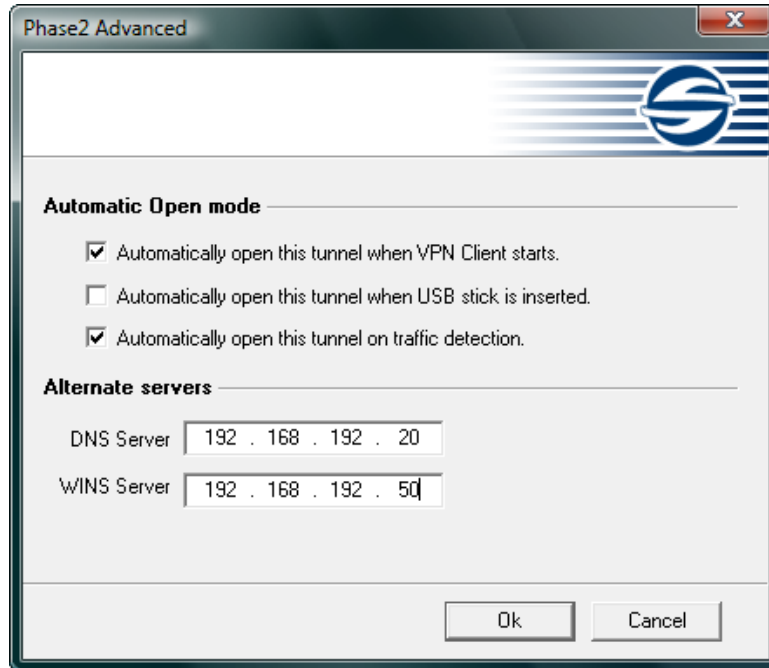 Phase2 Advanced
Automatic Open mode
Automatically open this tunnel when VPN Client starts.
Automatically open this tunnel when USB stick is inserted.
Automatically open this tunnel on traffic detection.
Alternate servers
DNS Server 192 . 168 . 192 . 20
WINS Server 192 . 168 . 192 . 50
Ok Cancel